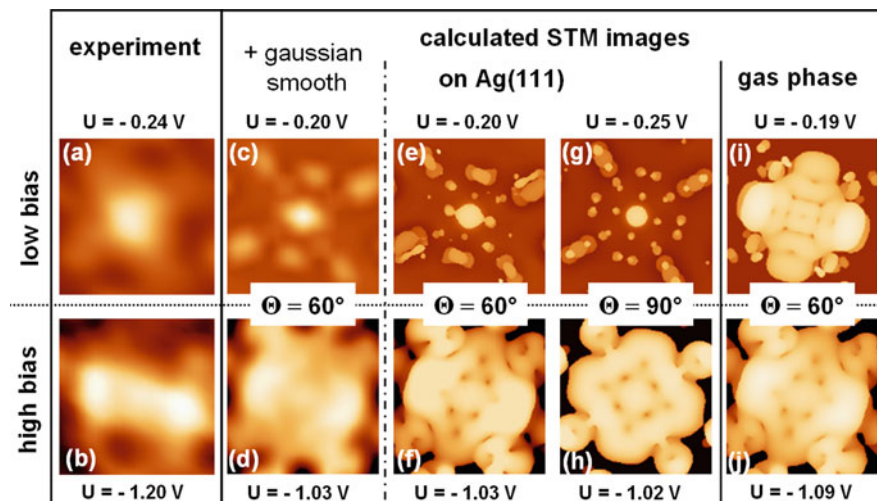 experiment
+ gaussian
smooth
calculated STM images
on Ag(111)
gas phase
U = - 0.24 V
U = - 0.20 V
U = - 0.20 V
U = - 0.25 V
U = - 0.19 V
low bias
(a)
(c)
(e)
(g)
(i)
Θ = 60°
Θ = 60°
Θ = 90°
Θ = 60°
high bias
(b)
(d)
(f)
(h)
(j)
U = - 1.20 V
U = - 1.03 V
U = - 1.03 V
U = - 1.02 V
U = - 1.09 V